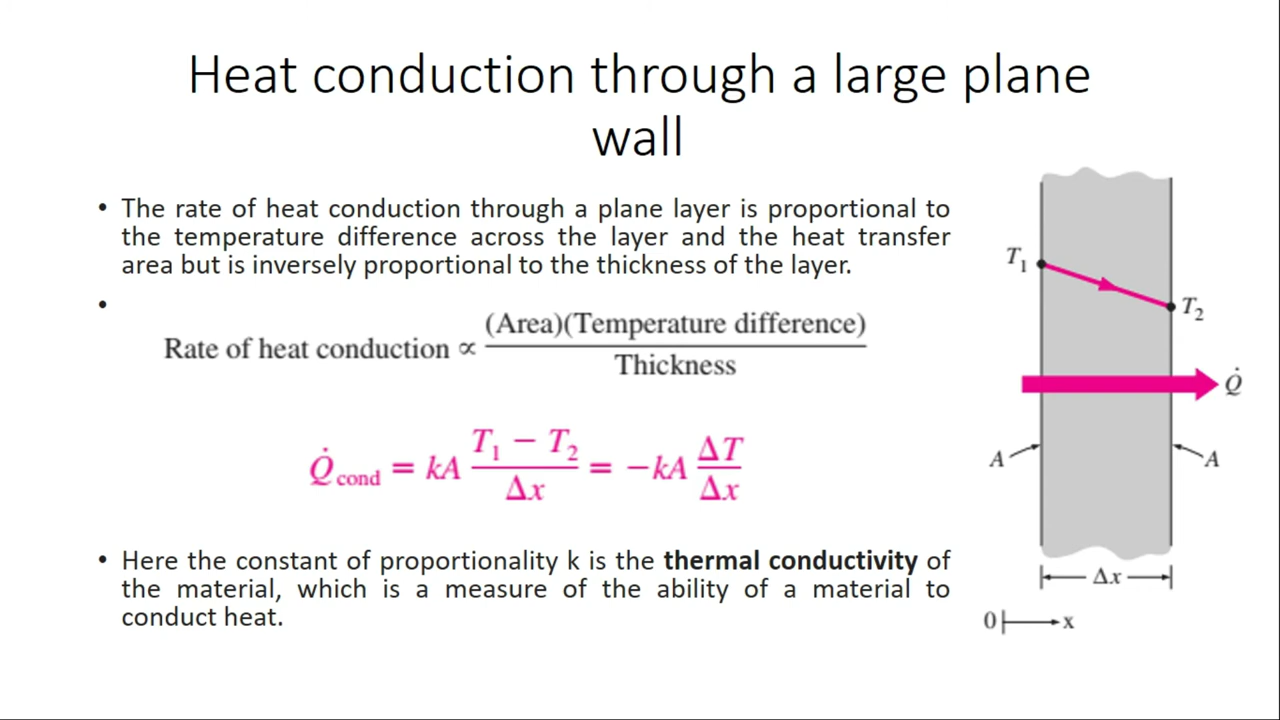 Heat conduction through a large plane
wall
• The rate of heat conduction through a plane layer is proportional to
the temperature difference across the layer and the heat transfer
area but is inversely proportional to the thickness of the layer.
•
Rate of heat conduction ∝ (Area)(Temperature difference) / Thickness
Q̇cond = kA (T₁ − T₂) / Δx = −kA ΔT / Δx
• Here the constant of proportionality k is the thermal conductivity of
the material, which is a measure of the ability of a material to
conduct heat.
T₁
T₂
Q̇
A
A
Δx
0
x